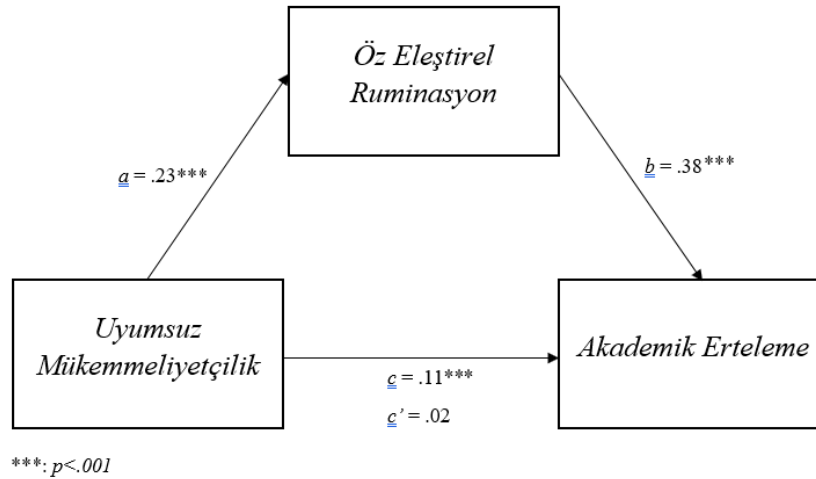 Öz Eleştirel
Ruminasyon
a = .23***
b = .38***
Uyumsuz
Mükemmeliyetçilik
Akademik Erteleme
c = .11***
c’ = .02
***: p<.001